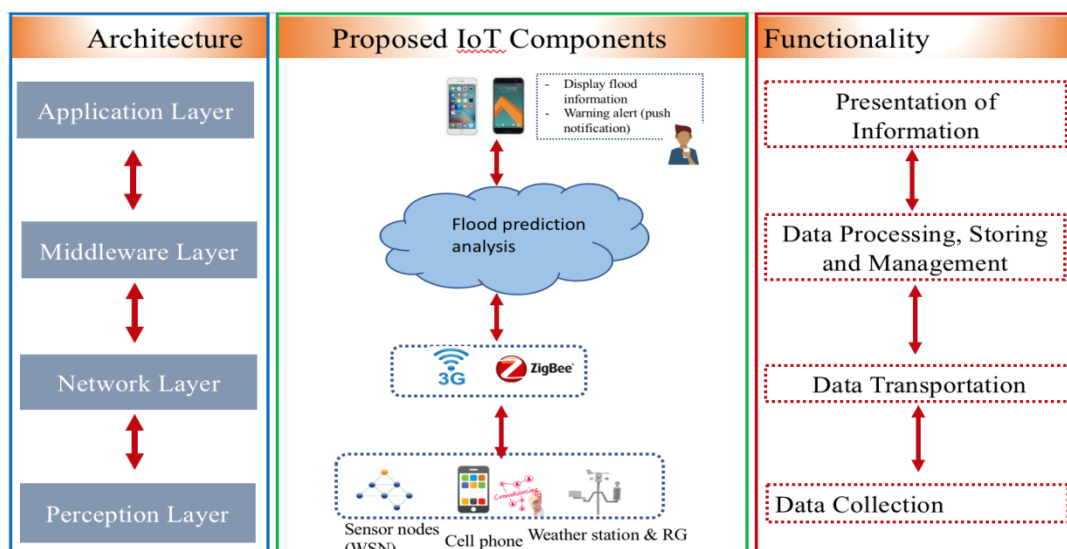 Architecture
Application Layer
Middleware Layer
Network Layer
Perception Layer
Proposed IoT Components
- Display flood
information
- Warning alert (push
notification)
Flood prediction
analysis
3G
ZigBee®
Crowdsourcing
Sensor nodes
(WSN)
Cell phone
Weather station & RG
Functionality
Presentation of
Information
Data Processing, Storing
and Management
Data Transportation
Data Collection